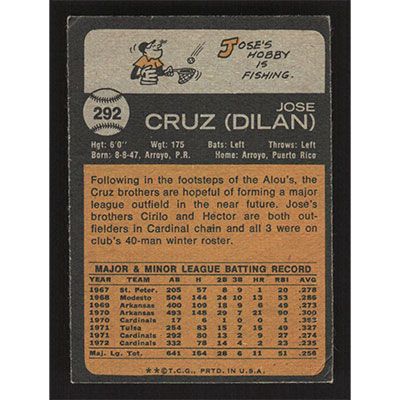 JOSE'S
HOBBY
IS
FISHING.
292
JOSE
CRUZ (DILAN)
Hgt: 6'0" Wgt: 175 Bats: Left Throws: Left
Born: 8-8-47, Arroyo, P.R. Home: Arroyo, Puerto Rico
Following in the footsteps of the Alou's, the
Cruz brothers are hopeful of forming a major
league outfield in the near future. Jose's
brothers Cirilo and Hector are both out-
fielders in Cardinal chain and all 3 were on
club's 40-man winter roster.
MAJOR & MINOR LEAGUE BATTING RECORD
YEAR TEAM AB H 2B 3B HR RBI AVG.
1967 St. Peter. 205 57 8 9 1 20 .278
1968 Modesto 504 144 24 10 13 53 .286
1969 Arkansas 400 109 18 9 6 49 .273
1970 Arkansas 493 148 29 7 21 90 .300
1970 Cardinals 17 6 1 0 0 1 .353
1971 Tulsa 254 83 15 7 15 49 .327
1971 Cardinals 292 80 13 2 9 27 .274
1972 Cardinals 332 78 14 4 2 23 .235
Maj. Lg. Tot. 641 164 28 6 11 51 .256
**©T.C.G., PRTD. IN U.S.A.